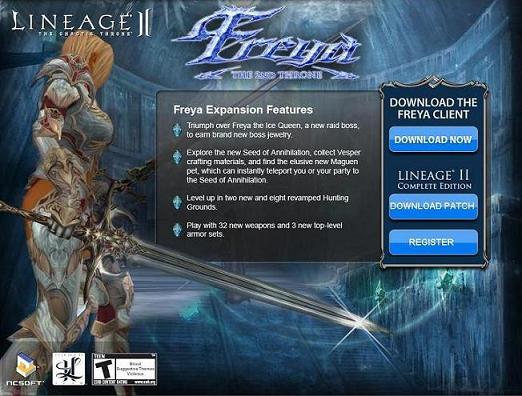 LINEAGE II
THE CHAOTIC THRONE
Freya
THE 2ND THRONE
Freya Expansion Features
Triumph over Freya the Ice Queen, a new raid boss,
to earn brand new boss jewelry.
Explore the new Seed of Annihilation, collect Vesper
crafting materials, and find the elusive new Maguen
pet, which can instantly teleport you or your party to
the Seed of Annihilation.
Level up in two new and eight revamped Hunting
Grounds.
Play with 32 new weapons and 3 new top-level
armor sets.
DOWNLOAD THE
FREYA CLIENT
DOWNLOAD NOW
LINEAGE II
COMPLETE EDITION
DOWNLOAD PATCH
REGISTER
NCSOFT
TEEN
T
Blood
Suggestive Themes
Violence